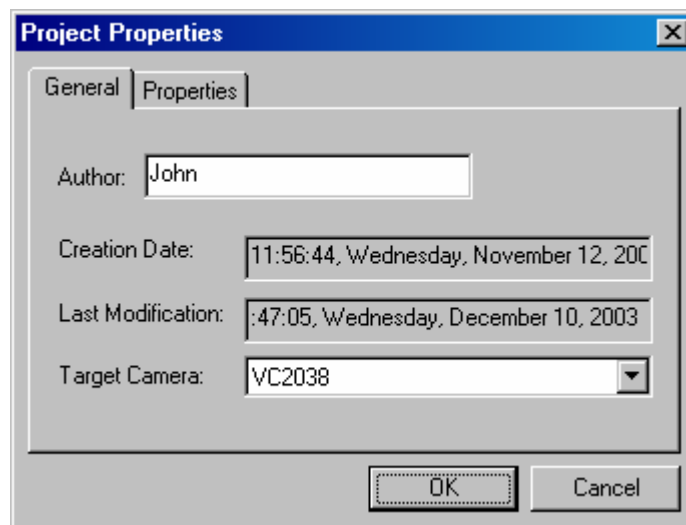 Project Properties
General Properties
Author: John
Creation Date: 11:56:44, Wednesday, November 12, 200
Last Modification: :47:05, Wednesday, December 10, 2003
Target Camera: VC2038
OK Cancel